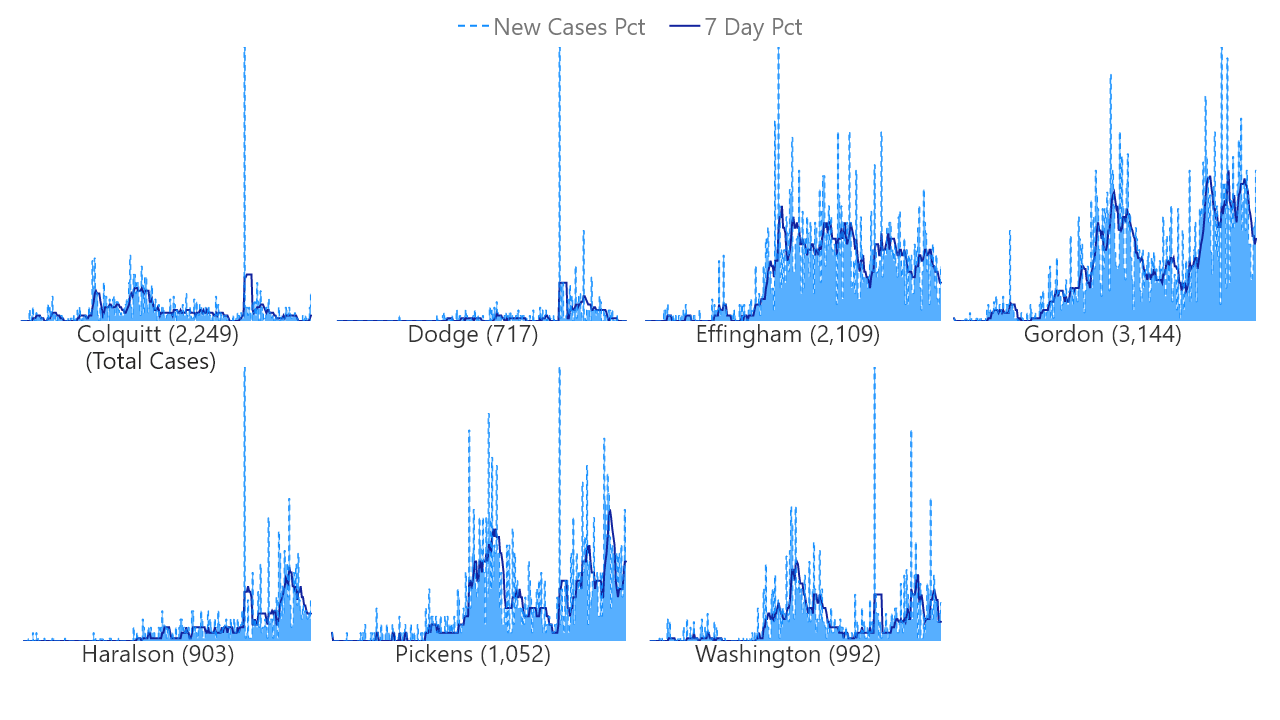 New Cases Pct 7 Day Pct
Colquitt (2,249)
(Total Cases)
Dodge (717)
Effingham (2,109)
Gordon (3,144)
Haralson (903)
Pickens (1,052)
Washington (992)